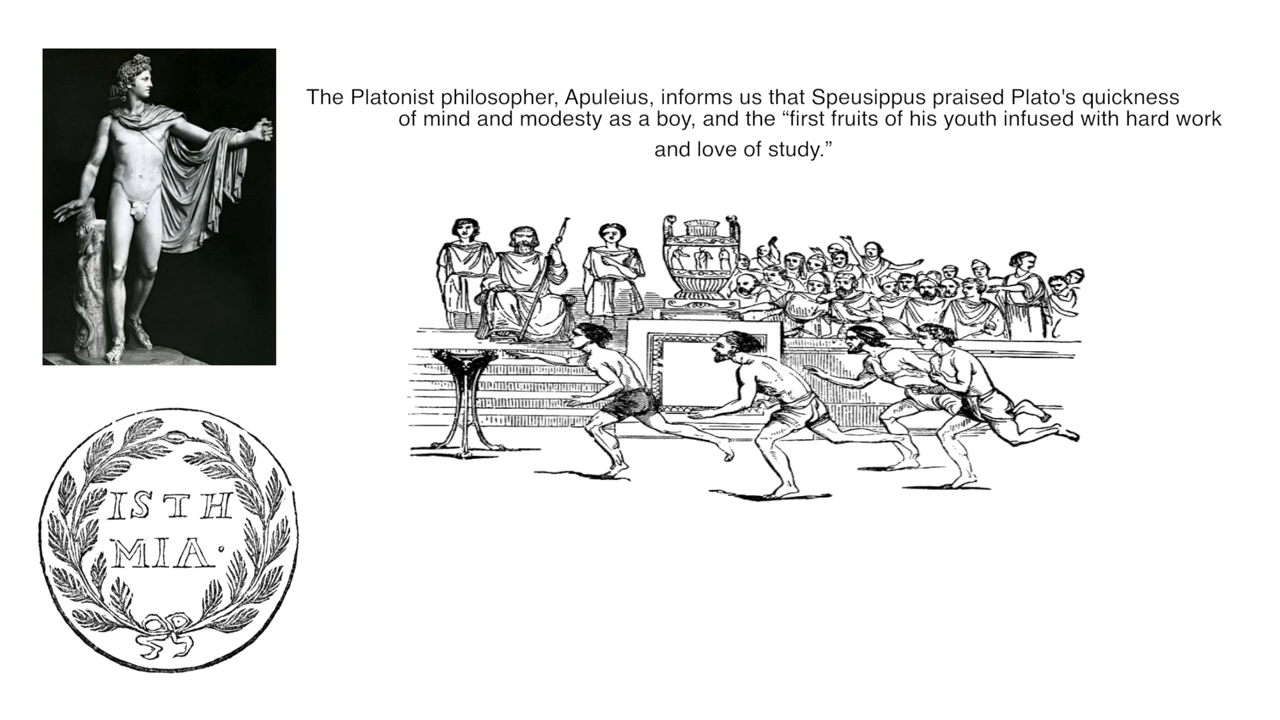 The Platonist philosopher, Apuleius, informs us that Speusippus praised Plato's quickness
of mind and modesty as a boy, and the “first fruits of his youth infused with hard work
and love of study.”
ISTH
MIA·